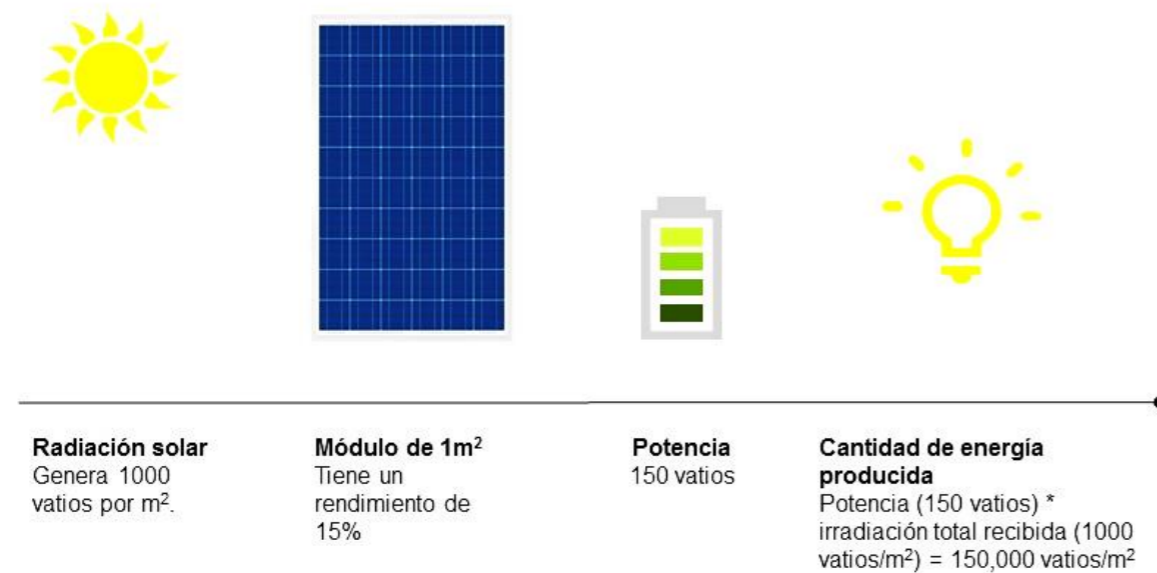 Radiación solar
Genera 1000
vatios por m².
Módulo de 1m²
Tiene un
rendimiento de
15%
Potencia
150 vatios
Cantidad de energía
producida
Potencia (150 vatios) *
irradiación total recibida (1000
vatios/m²) = 150,000 vatios/m²